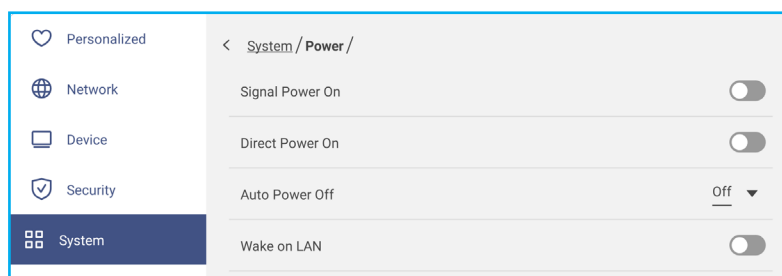 Personalized
Network
Device
Security
System
< System / Power /
Signal Power On
Direct Power On
Auto Power Off Off
Wake on LAN